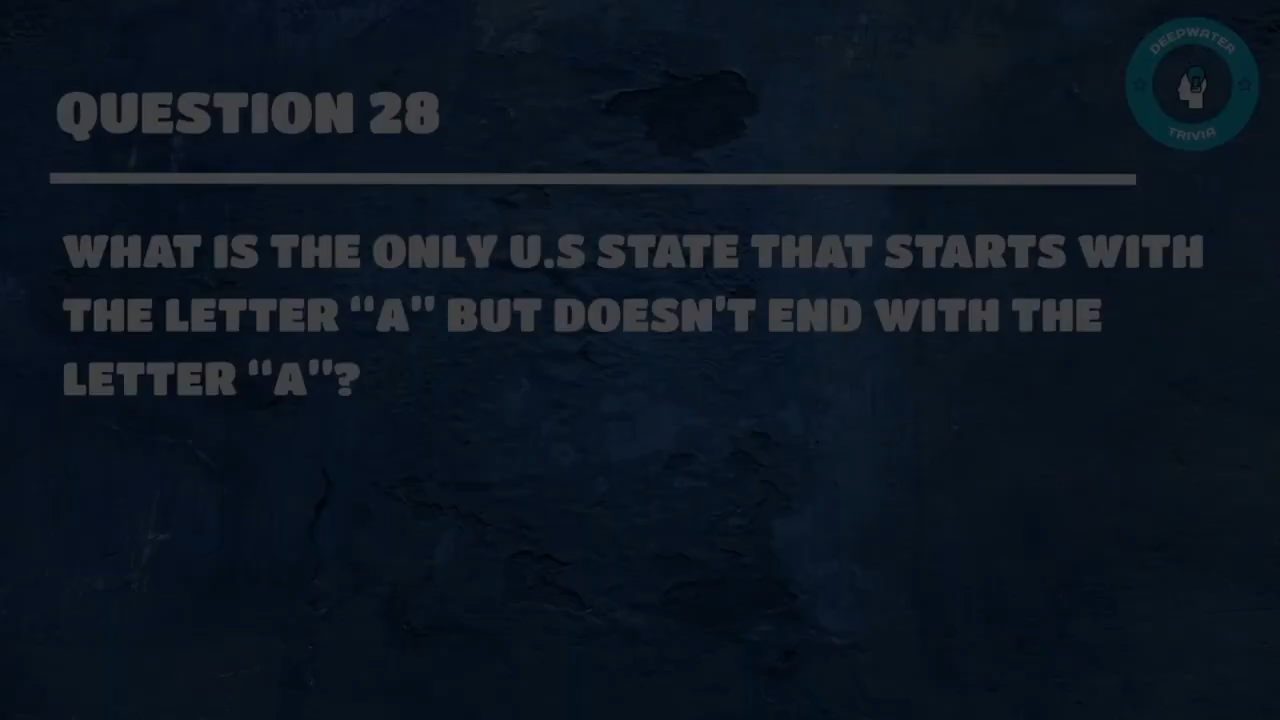 DEEPWATER
TRIVIA
QUESTION 28
WHAT IS THE ONLY U.S STATE THAT STARTS WITH
THE LETTER "A" BUT DOESN'T END WITH THE
LETTER "A"?